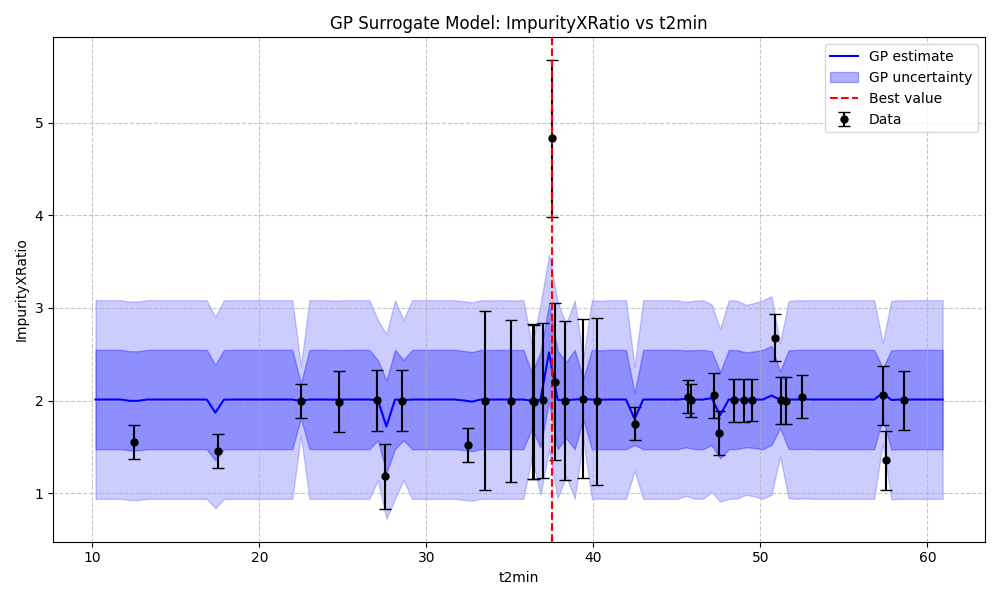 GP Surrogate Model: ImpurityXRatio vs t2min
GP estimate
GP uncertainty
Best value
Data
ImpurityXRatio
5
4
3
2
1
10 20 30 40 50 60
t2min